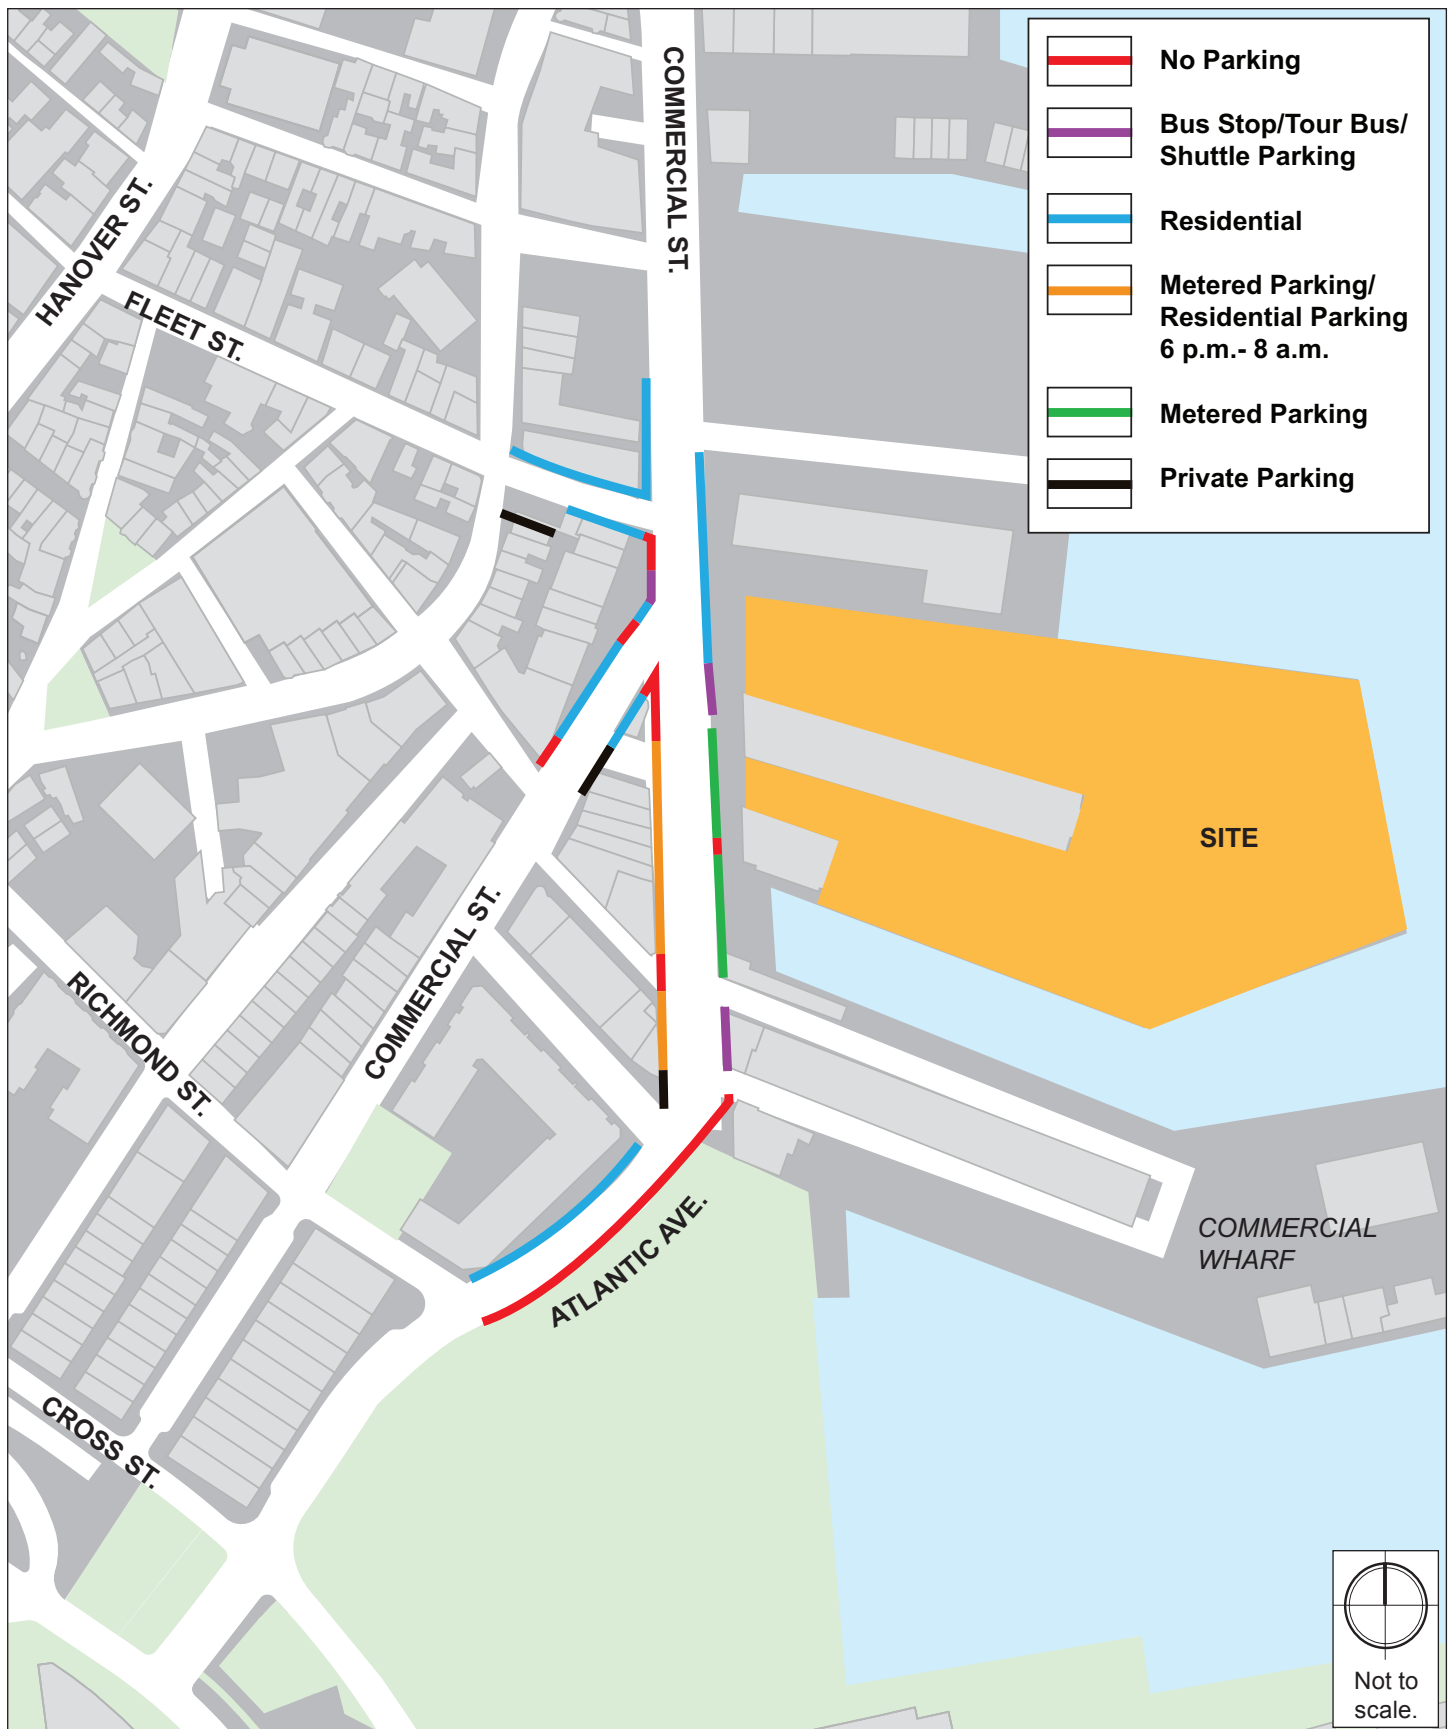 No Parking
Bus Stop/Tour Bus/
Shuttle Parking
Residential
Metered Parking/
Residential Parking
6 p.m.- 8 a.m.
Metered Parking
Private Parking
COMMERCIAL ST.
HANOVER ST.
FLEET ST.
SITE
COMMERCIAL ST.
RICHMOND ST.
ATLANTIC AVE.
COMMERCIAL
WHARF
CROSS ST.
Not to
scale.